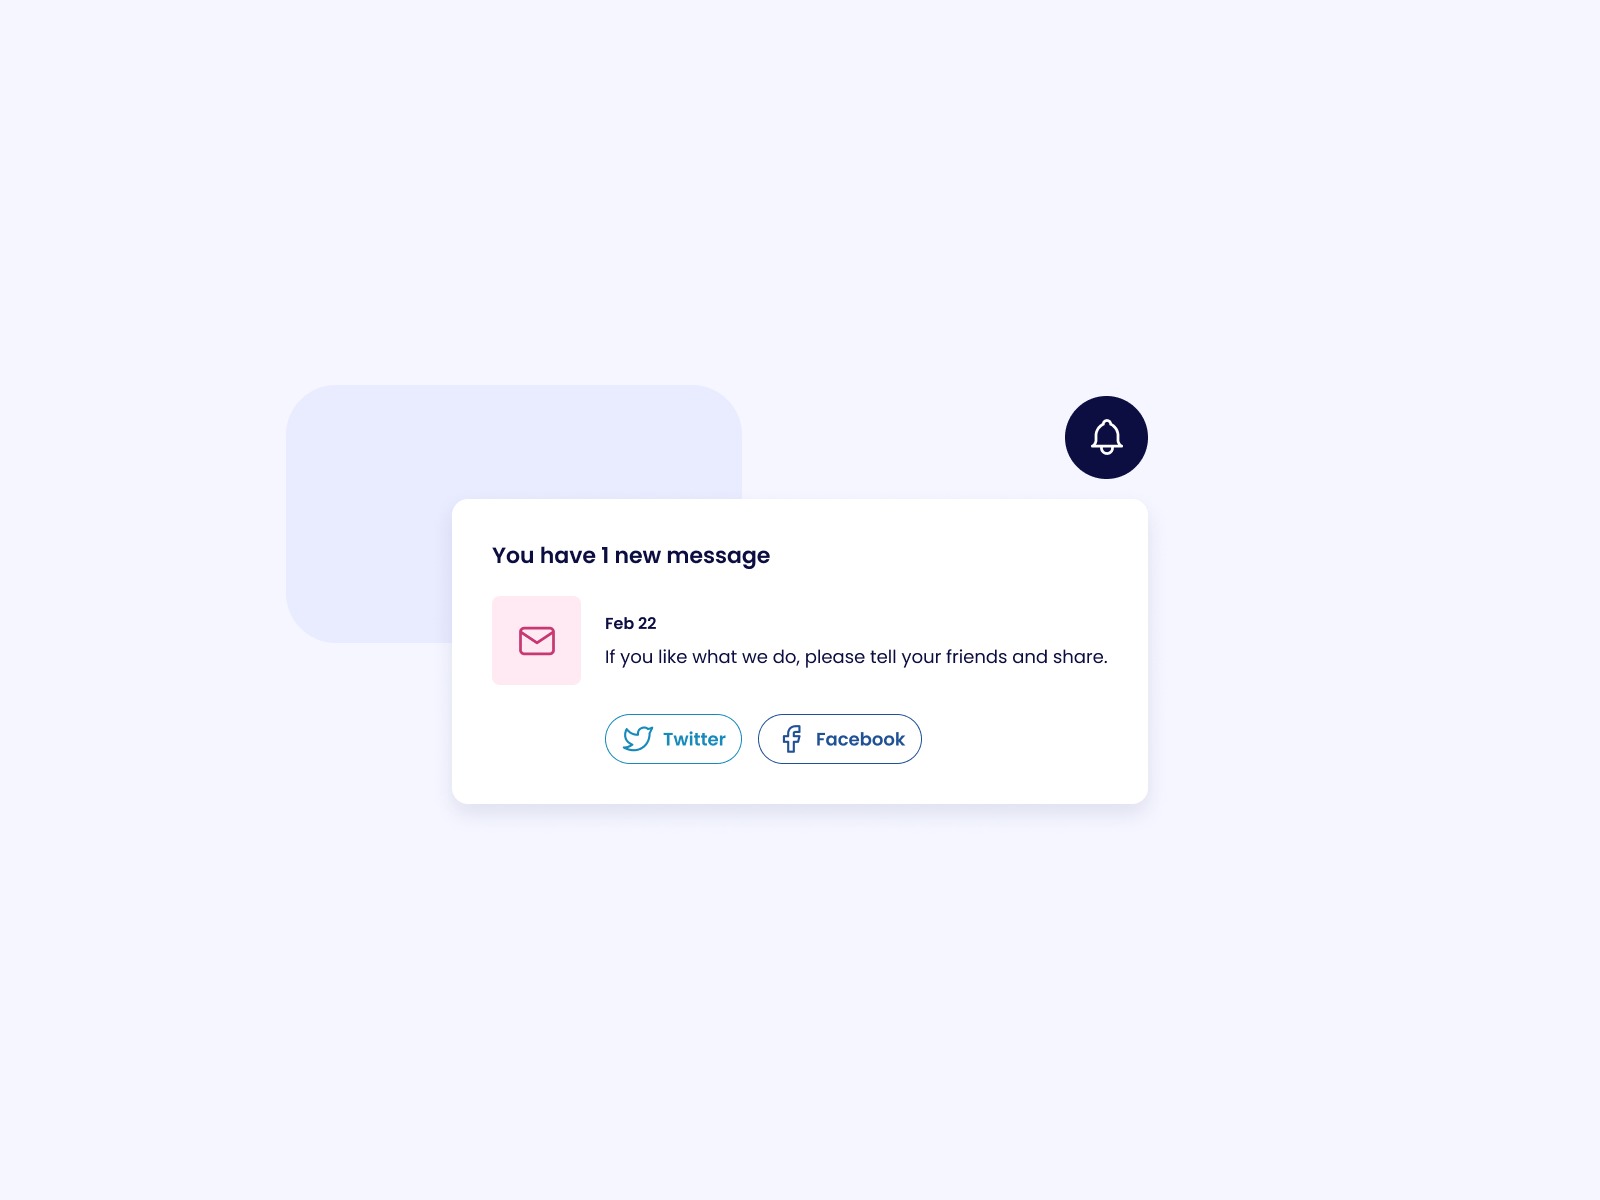 You have 1 new message
Feb 22
If you like what we do, please tell your friends and share.
Twitter
Facebook